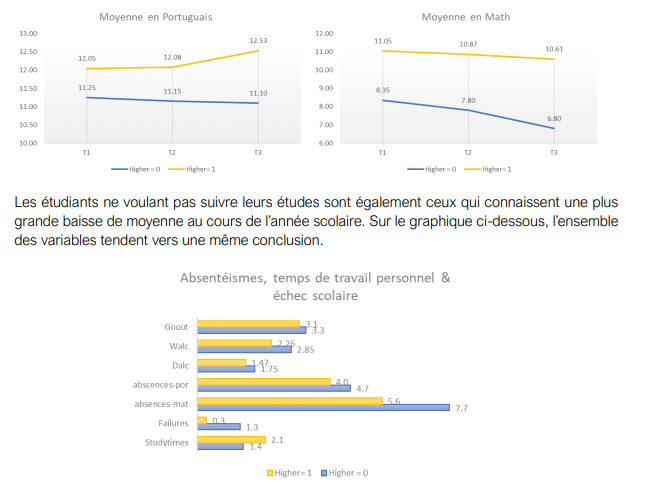 Moyenne en Portuguais
13.00
12.50
12.00
11.50
11.00
10.50
10.00
12.05
12.08
12.53
11.25
11.15
11.10
T1 T2 T3
Higher = 0 Higher= 1
Moyenne en Math
12.00
11.00
10.00
9.00
8.00
7.00
6.00
11.05
10.87
10.61
8.35
7.80
6.80
T1 T2 T3
Higher = 0 Higher= 1
Les étudiants ne voulant pas suivre leurs études sont également ceux qui connaissent une plus
grande baisse de moyenne au cours de l'année scolaire. Sur le graphique ci-dessous, l'ensemble
des variables tendent vers une même conclusion.
Absentéismes, temps de travail personnel &
échec scolaire
Goout 3.1
3.3
Walc 2.26
2.85
Dalc 1.47
1.75
abscences-por 4.0
4.7
absences-mat 5.6
7.7
Failures 0.3
1.3
Studytimes 2.1
1.4
Higher= 1 Higher = 0